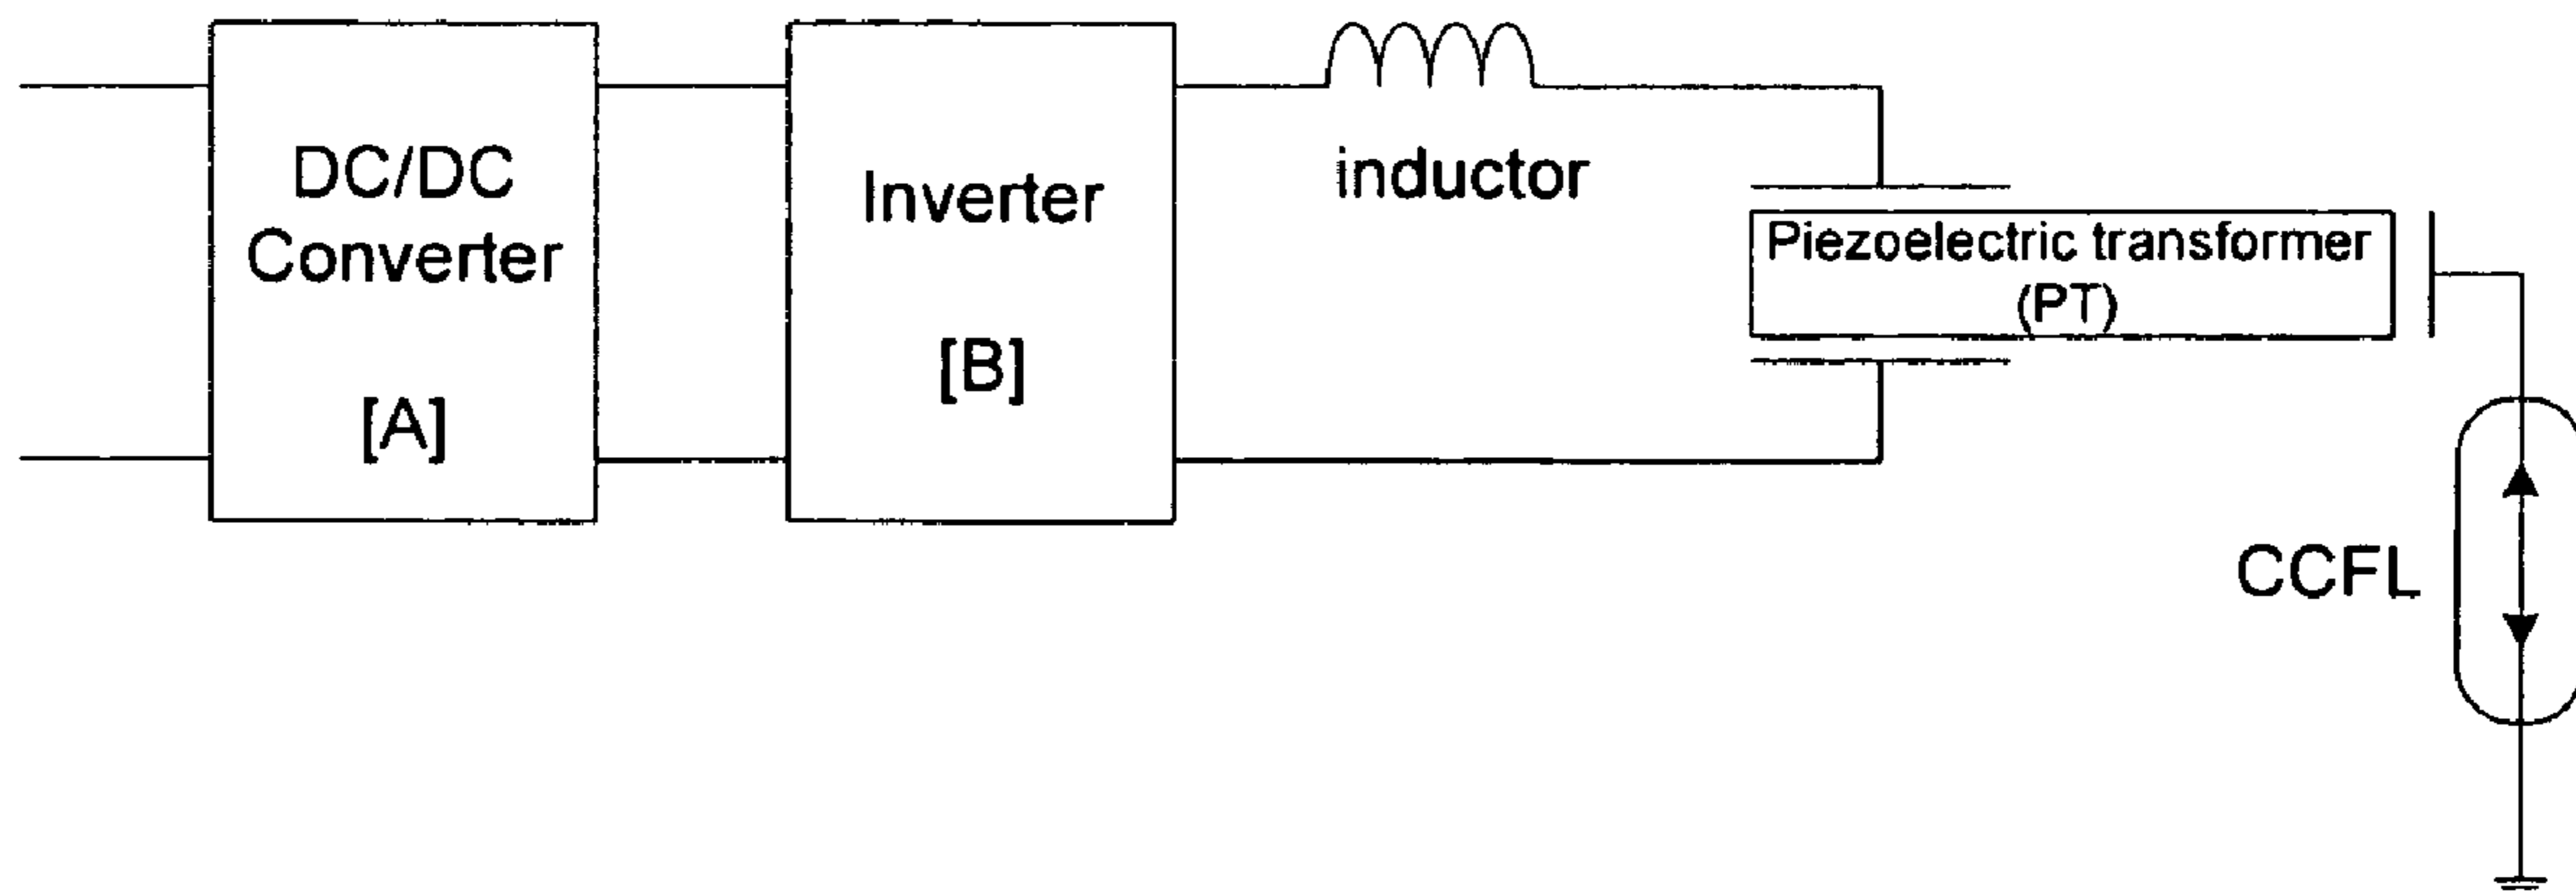 DC/DC
Converter
[A]
Inverter
[B]
inductor
Piezoelectric transformer
(PT)
CCFL